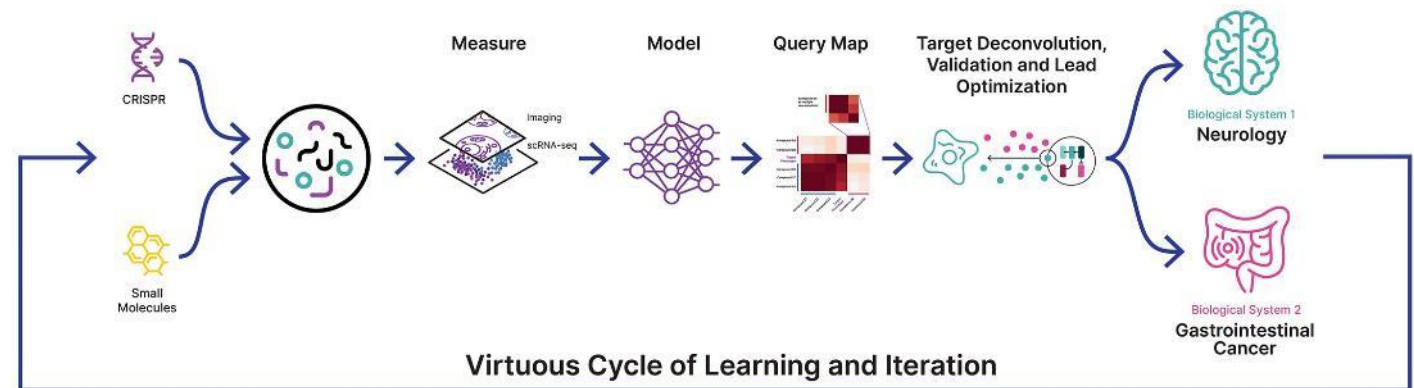 CRISPR
Small
Molecules
Measure
Imaging
scRNA-seq
Model
Query Map
Target Deconvolution,
Validation and Lead
Optimization
Biological System 1
Neurology
Biological System 2
Gastrointestinal
Cancer
Virtuous Cycle of Learning and Iteration